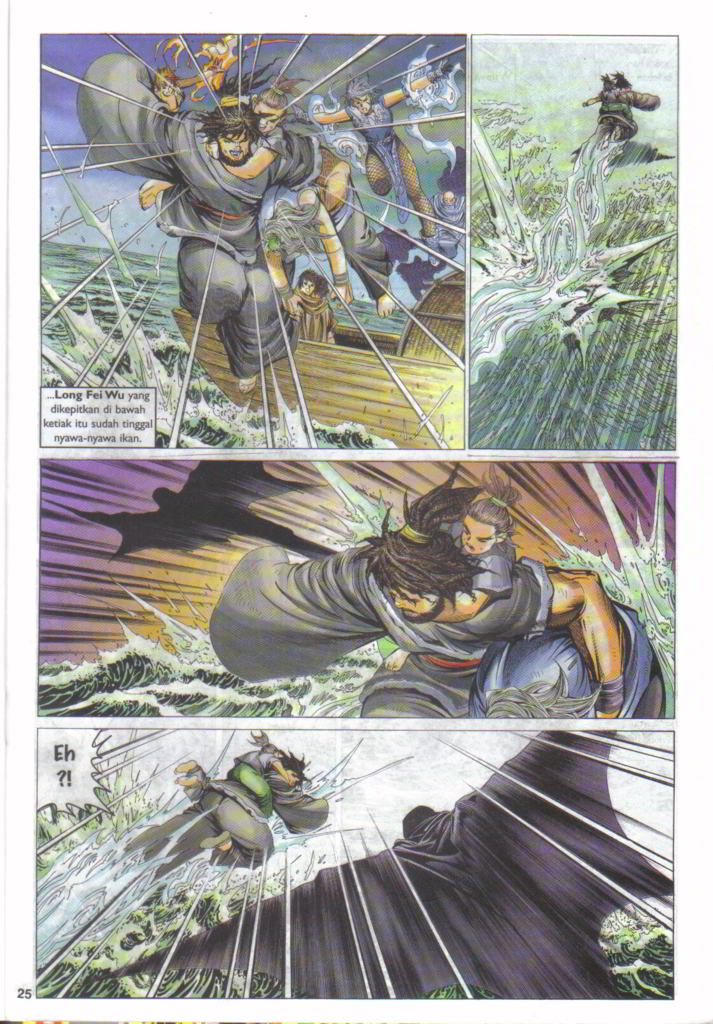 ...Long Fei Wu yang
dikepitkan di bawah
ketiak itu sudah tinggal
nyawa-nyawa ikan.
Eh
?!
25